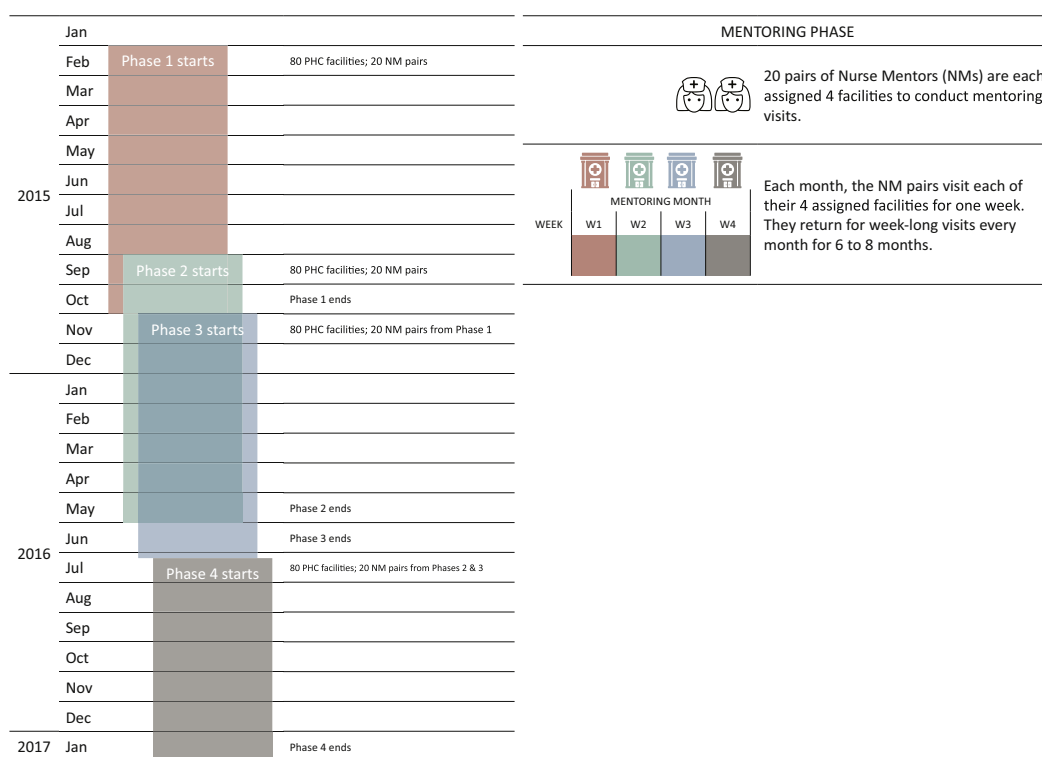 Jan
Feb Phase 1 starts 80 PHC facilities; 20 NM pairs
Mar
Apr
May
Jun
2015
Jul
Aug
Sep Phase 2 starts 80 PHC facilities; 20 NM pairs
Oct Phase 1 ends
Nov Phase 3 starts 80 PHC facilities; 20 NM pairs from Phase 1
Dec
Jan
Feb
Mar
Apr
May Phase 2 ends
Jun Phase 3 ends
2016
Jul Phase 4 starts 80 PHC facilities; 20 NM pairs from Phases 2 & 3
Aug
Sep
Oct
Nov
Dec
2017 Jan Phase 4 ends
MENTORING PHASE
20 pairs of Nurse Mentors (NMs) are each
assigned 4 facilities to conduct mentoring
visits.
MENTORING MONTH
WEEK W1 W2 W3 W4
Each month, the NM pairs visit each of
their 4 assigned facilities for one week.
They return for week-long visits every
month for 6 to 8 months.